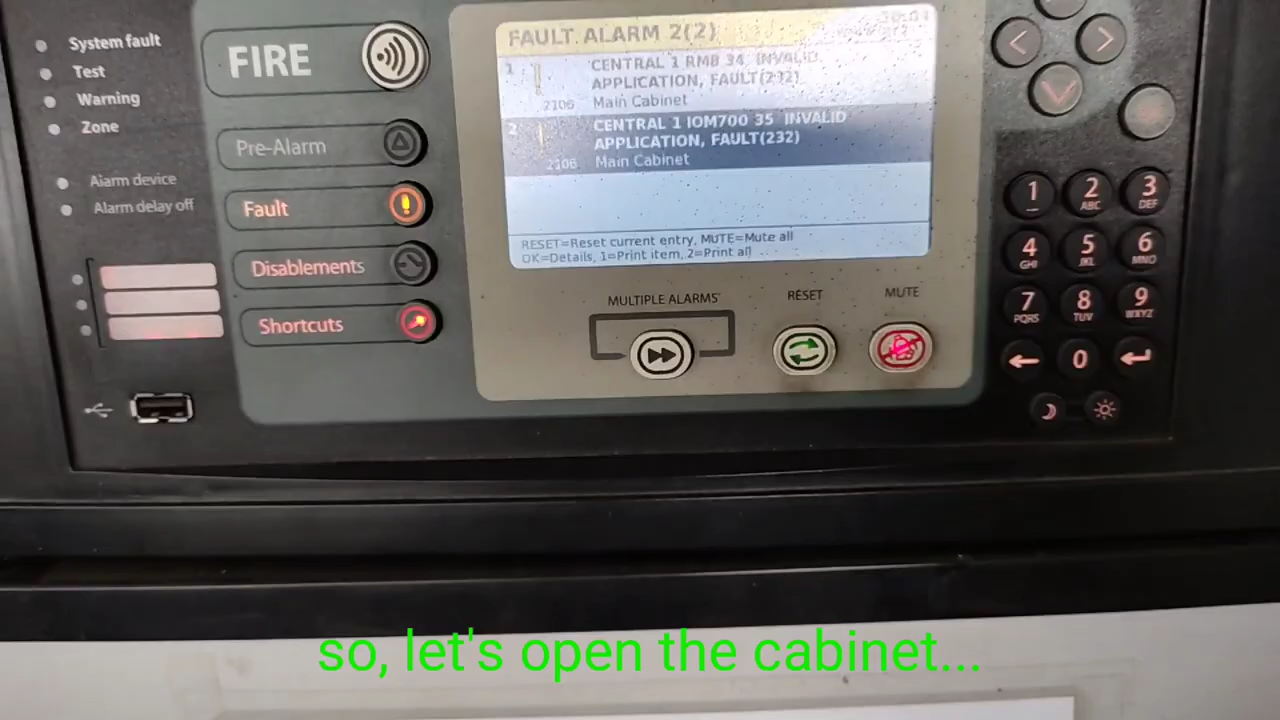 System fault
Test
Warning
Zone
Alarm device
Alarm delay off
FIRE
Pre-Alarm
Fault
Disablements
Shortcuts
FAULT ALARM 2(2)
1 CENTRAL 1 RMB 34 INVALID
APPLICATION, FAULT(232)
2106 Main Cabinet
2 CENTRAL 1 IOM700 35 INVALID
APPLICATION, FAULT(232)
2106 Main Cabinet
RESET=Reset current entry, MUTE=Mute all
OK=Details, 1=Print item, 2=Print all
MULTIPLE ALARMS
RESET
MUTE
1 2 3
ABC DEF
4 5 6
GHI JKL MNO
7 8 9
PQRS TUV WXYZ
0
so, let's open the cabinet...